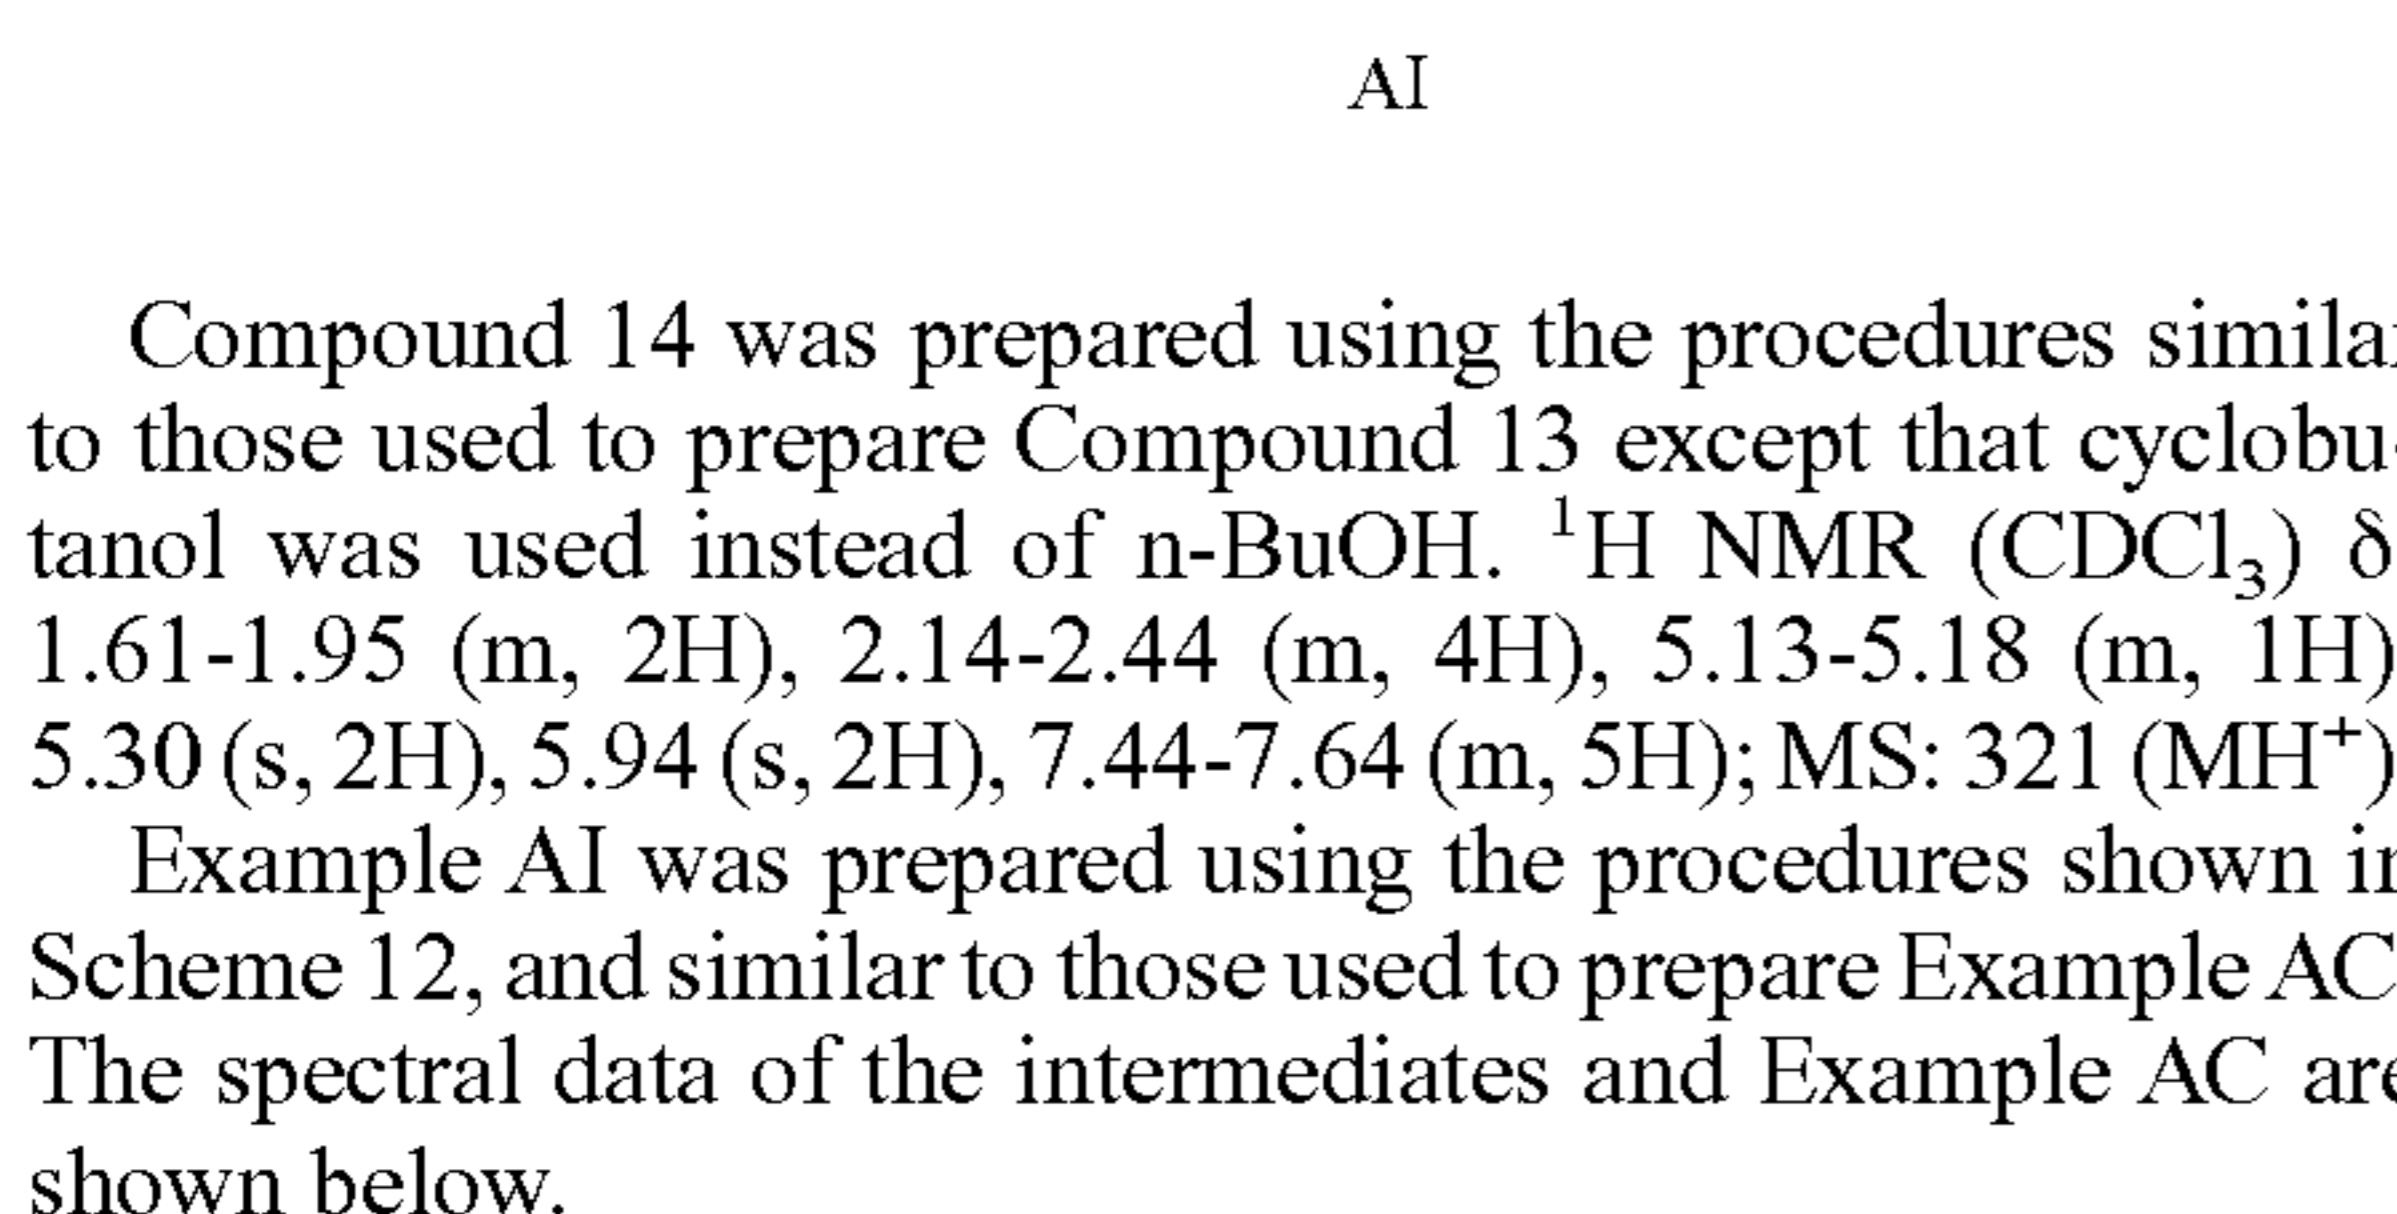 AI
Compound 14 was prepared using the procedures similar
to those used to prepare Compound 13 except that cyclobu-
tanol was used instead of n-BuOH. ¹H NMR (CDCl₃) δ
1.61-1.95 (m, 2H), 2.14-2.44 (m, 4H), 5.13-5.18 (m, 1H)
5.30 (s, 2H), 5.94 (s, 2H), 7.44-7.64 (m, 5H); MS: 321 (MH⁺)
Example AI was prepared using the procedures shown in
Scheme 12, and similar to those used to prepare Example AC
The spectral data of the intermediates and Example AC are
shown below.